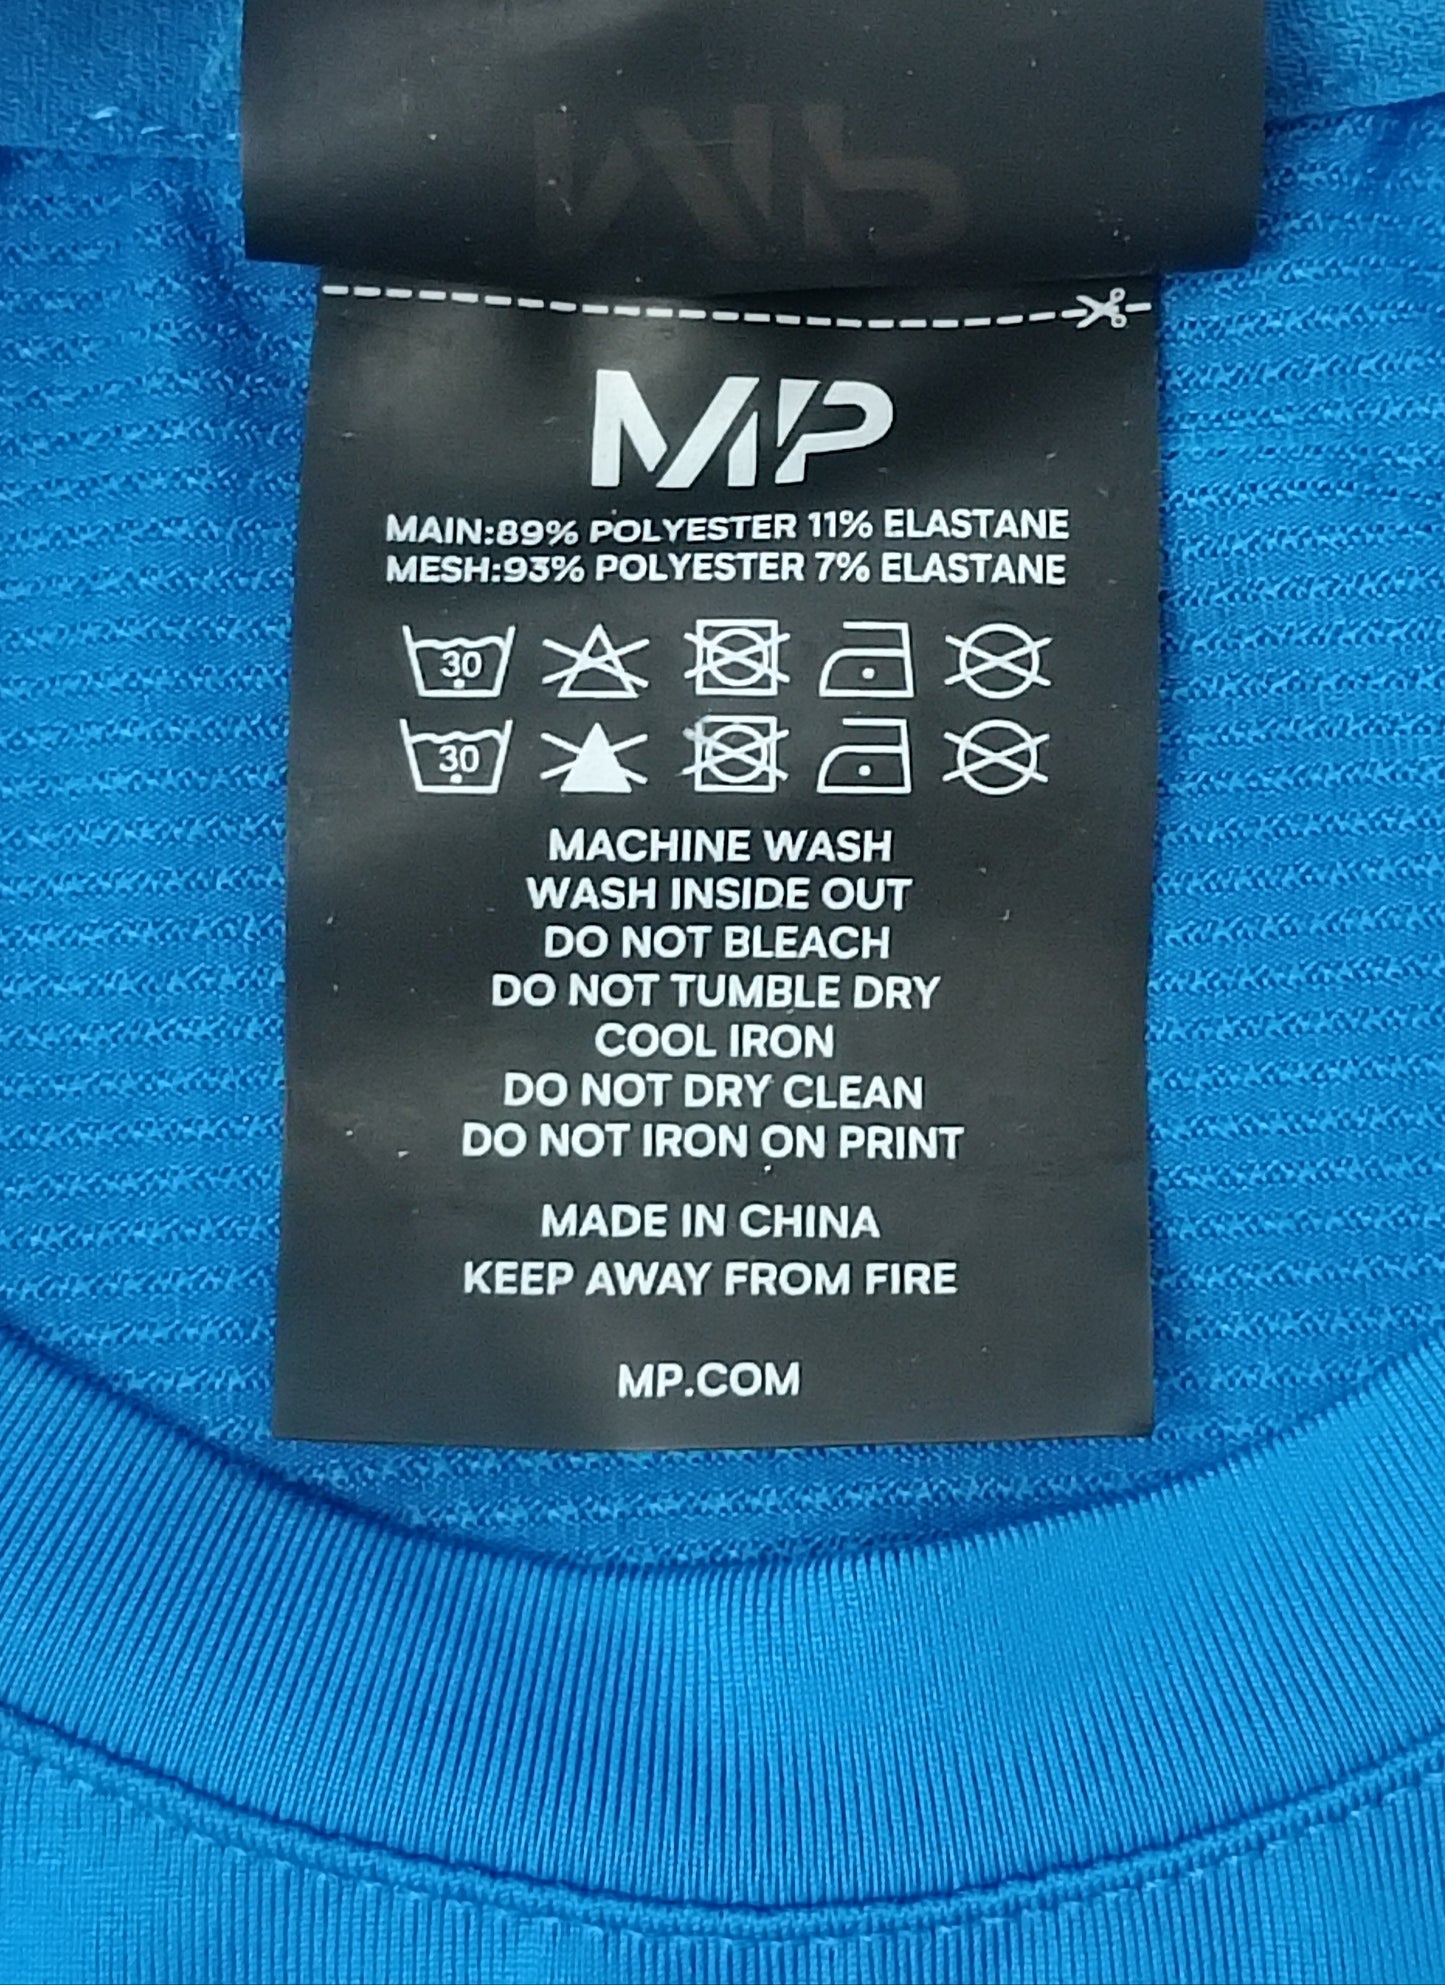 MP
MAIN:89% POLYESTER 11% ELASTANE
MESH:93% POLYESTER 7% ELASTANE
30
30
MACHINE WASH
WASH INSIDE OUT
DO NOT BLEACH
DO NOT TUMBLE DRY
COOL IRON
DO NOT DRY CLEAN
DO NOT IRON ON PRINT
MADE IN CHINA
KEEP AWAY FROM FIRE
MP.COM